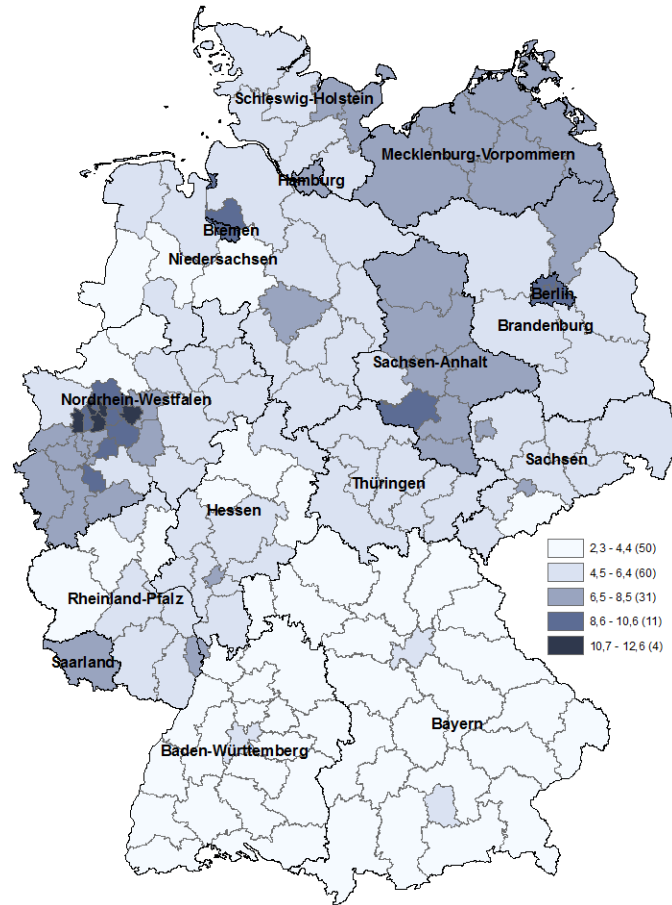 Schleswig-Holstein
Mecklenburg-Vorpommern
Hamburg
Bremen
Niedersachsen
Berlin
Brandenburg
Sachsen-Anhalt
Nordrhein-Westfalen
Sachsen
Thüringen
Hessen
2,3 - 4,4 (50)
4,5 - 6,4 (60)
6,5 - 8,5 (31)
8,6 - 10,6 (11)
10,7 - 12,6 (4)
Rheinland-Pfalz
Saarland
Bayern
Baden-Württemberg